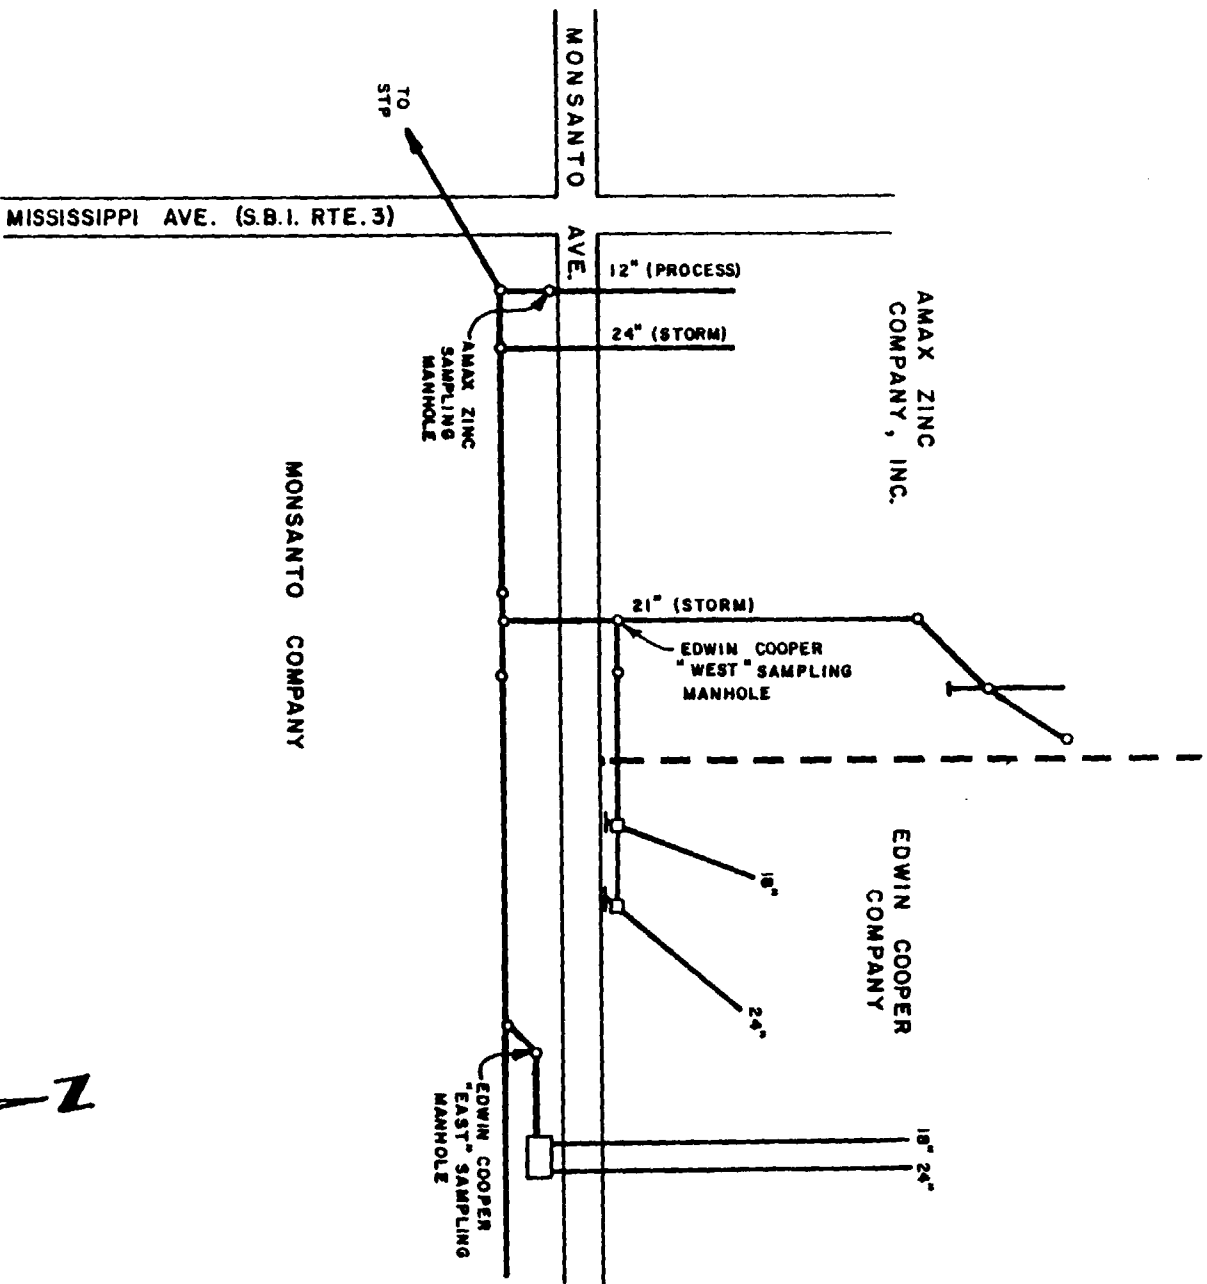 MONSANTO AVE.
TO
STP
MISSISSIPPI AVE. (S.B.I. RTE. 3)
12" (PROCESS)
24" (STORM)
AMAX ZINC
SAMPLING
MANHOLE
AMAX ZINC
COMPANY, INC.
MONSANTO COMPANY
21" (STORM)
EDWIN COOPER
"WEST" SAMPLING
MANHOLE
18"
24"
EDWIN COOPER
COMPANY
EDWIN COOPER
"EAST" SAMPLING
MANHOLE
18"
24"
N